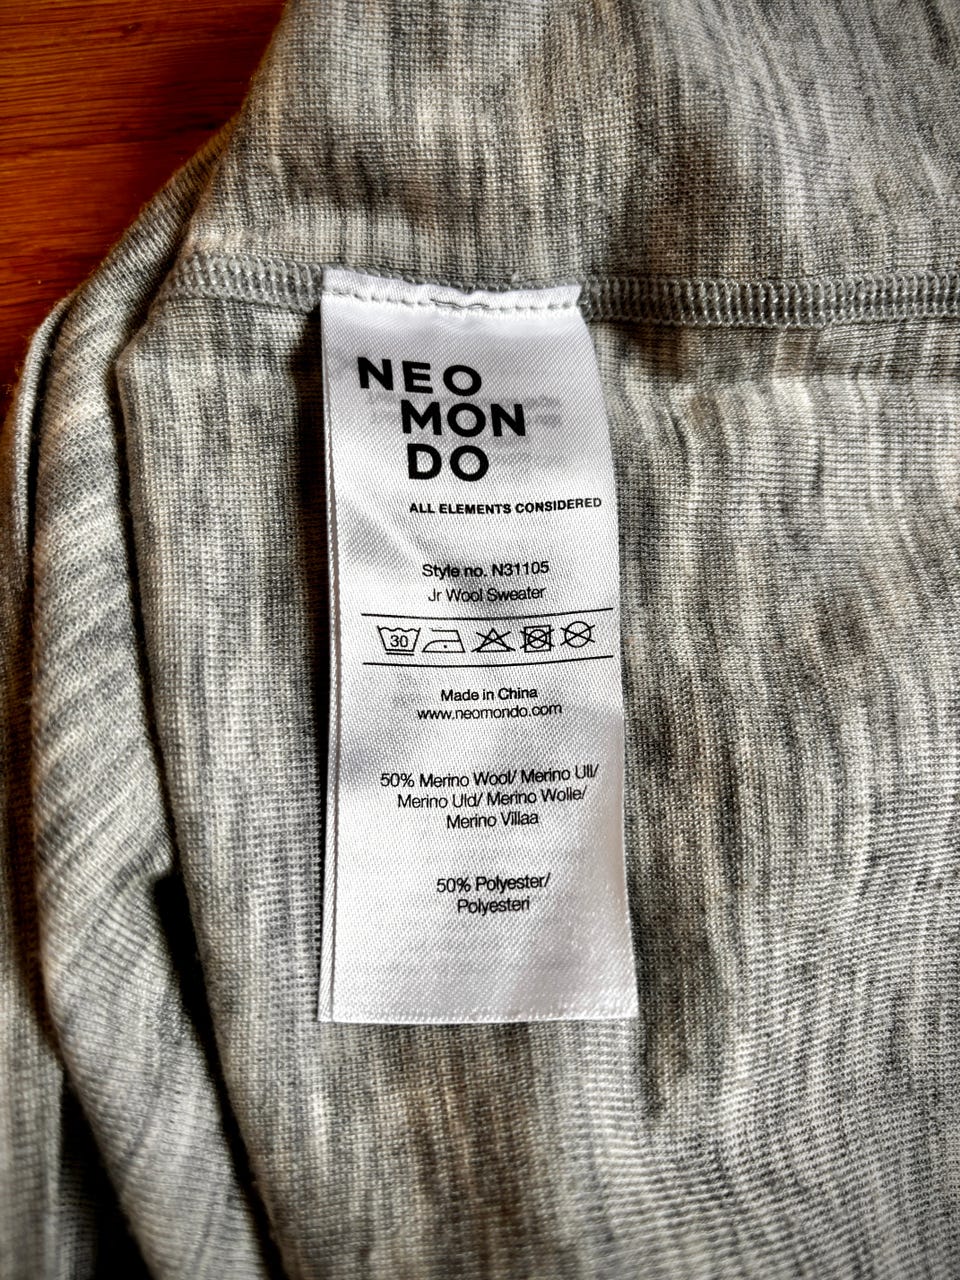 NEO
MON
DO
ALL ELEMENTS CONSIDERED
Style no. N31105
Jr Wool Sweater
30
Made in China
www.neomondo.com
50% Merino Wool/ Merino Ull/
Merino Uld/ Merino Wolle/
Merino Villaa
50% Polyester/
Polyesteri